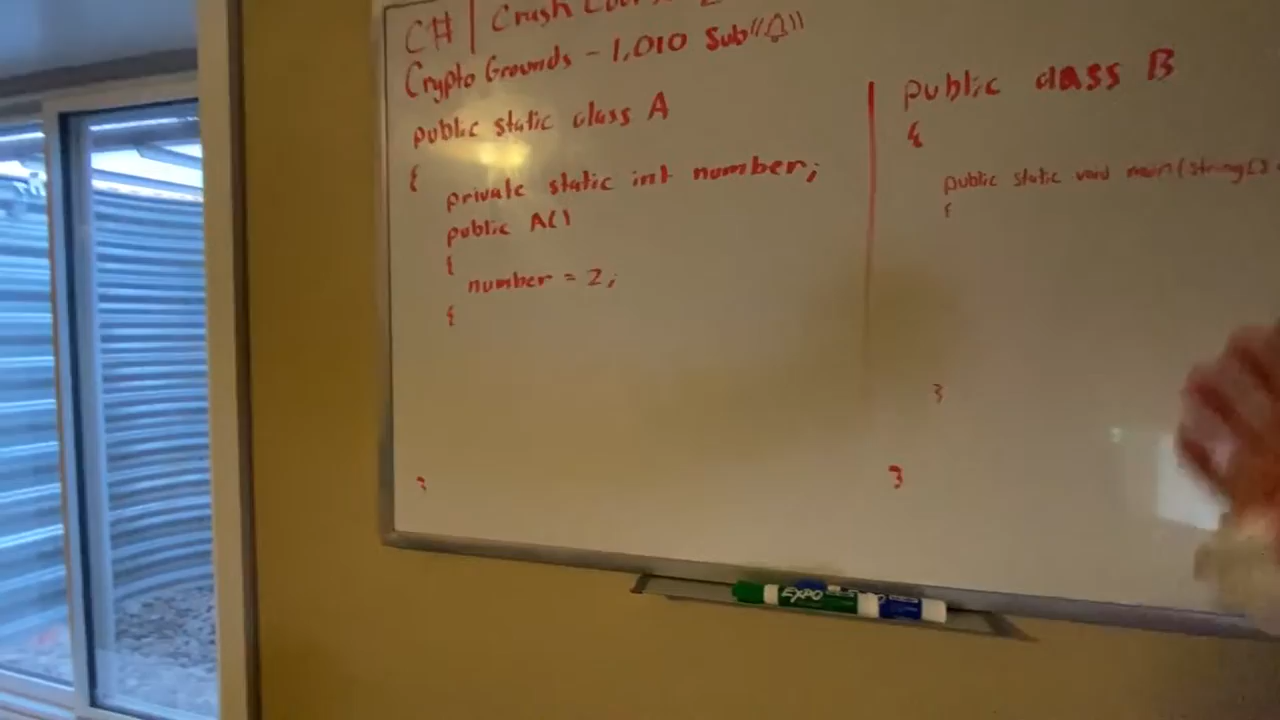 C# | Crush
Crypto Grounds - 1,010 Sub"🔔"
public static class A
{
private static int number;
public A()
{
number = 2;
{
}
public class B
{
public static void main(string[]
{
}
}
EXPO